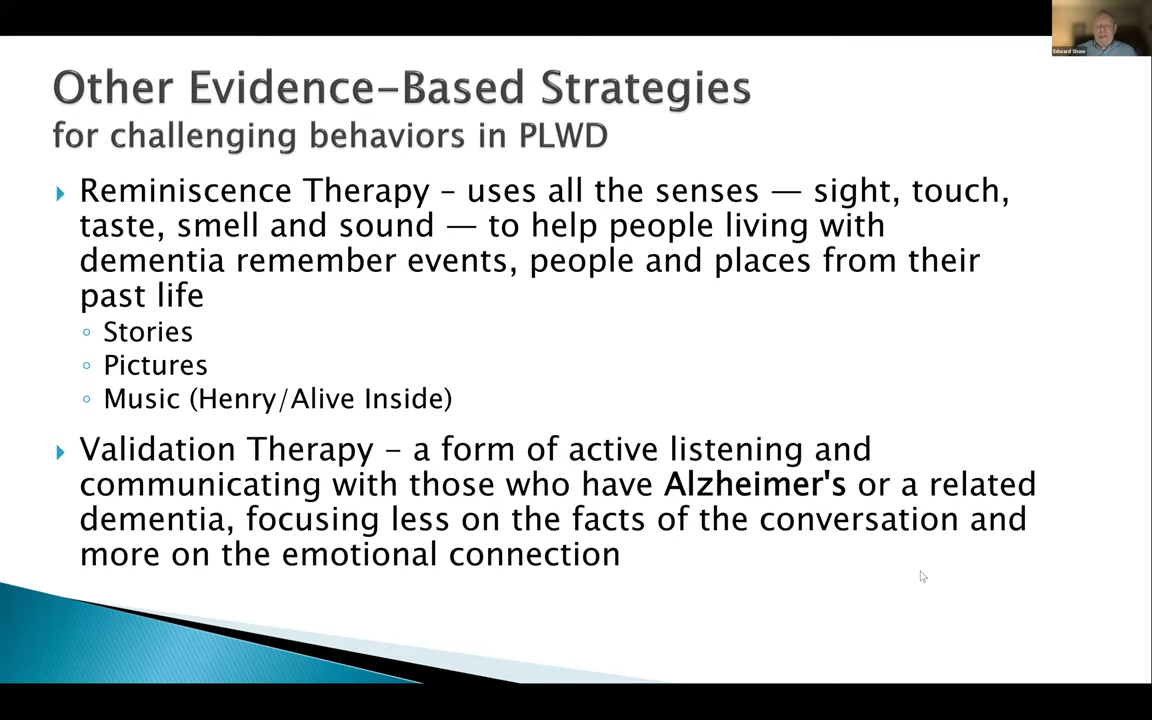 Edward Shaw
Other Evidence-Based Strategies
for challenging behaviors in PLWD
Reminiscence Therapy – uses all the senses — sight, touch,
taste, smell and sound — to help people living with
dementia remember events, people and places from their
past life
Stories
Pictures
Music (Henry/Alive Inside)
Validation Therapy – a form of active listening and
communicating with those who have Alzheimer's or a related
dementia, focusing less on the facts of the conversation and
more on the emotional connection